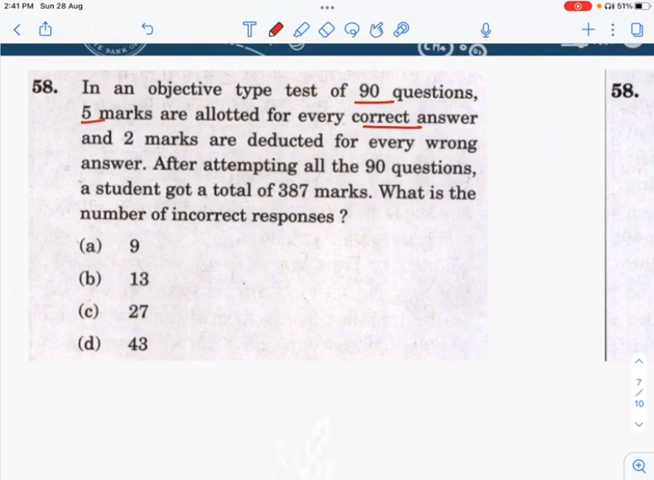 2:41 PM Sun 28 Aug
51%
T
58. In an objective type test of 90 questions,
5 marks are allotted for every correct answer
and 2 marks are deducted for every wrong
answer. After attempting all the 90 questions,
a student got a total of 387 marks. What is the
number of incorrect responses ?
(a) 9
(b) 13
(c) 27
(d) 43
58.
7
/
10